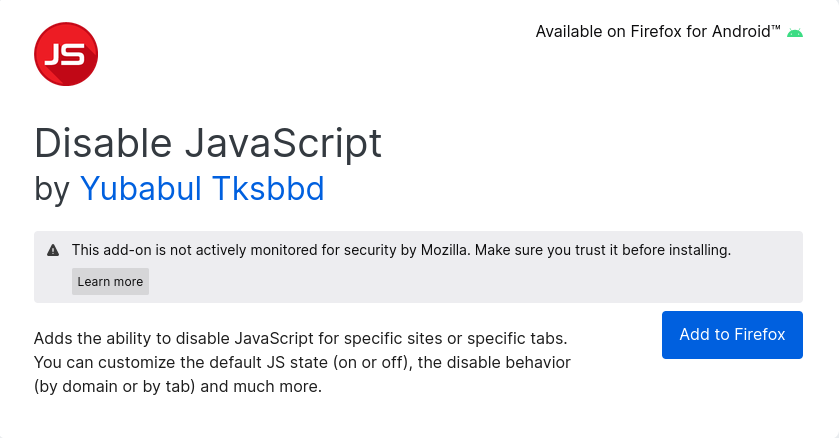 JS
Available on Firefox for Android™
Disable JavaScript
by Yubabul Tksbbd
This add-on is not actively monitored for security by Mozilla. Make sure you trust it before installing.
Learn more
Adds the ability to disable JavaScript for specific sites or specific tabs.
You can customize the default JS state (on or off), the disable behavior
(by domain or by tab) and much more.
Add to Firefox